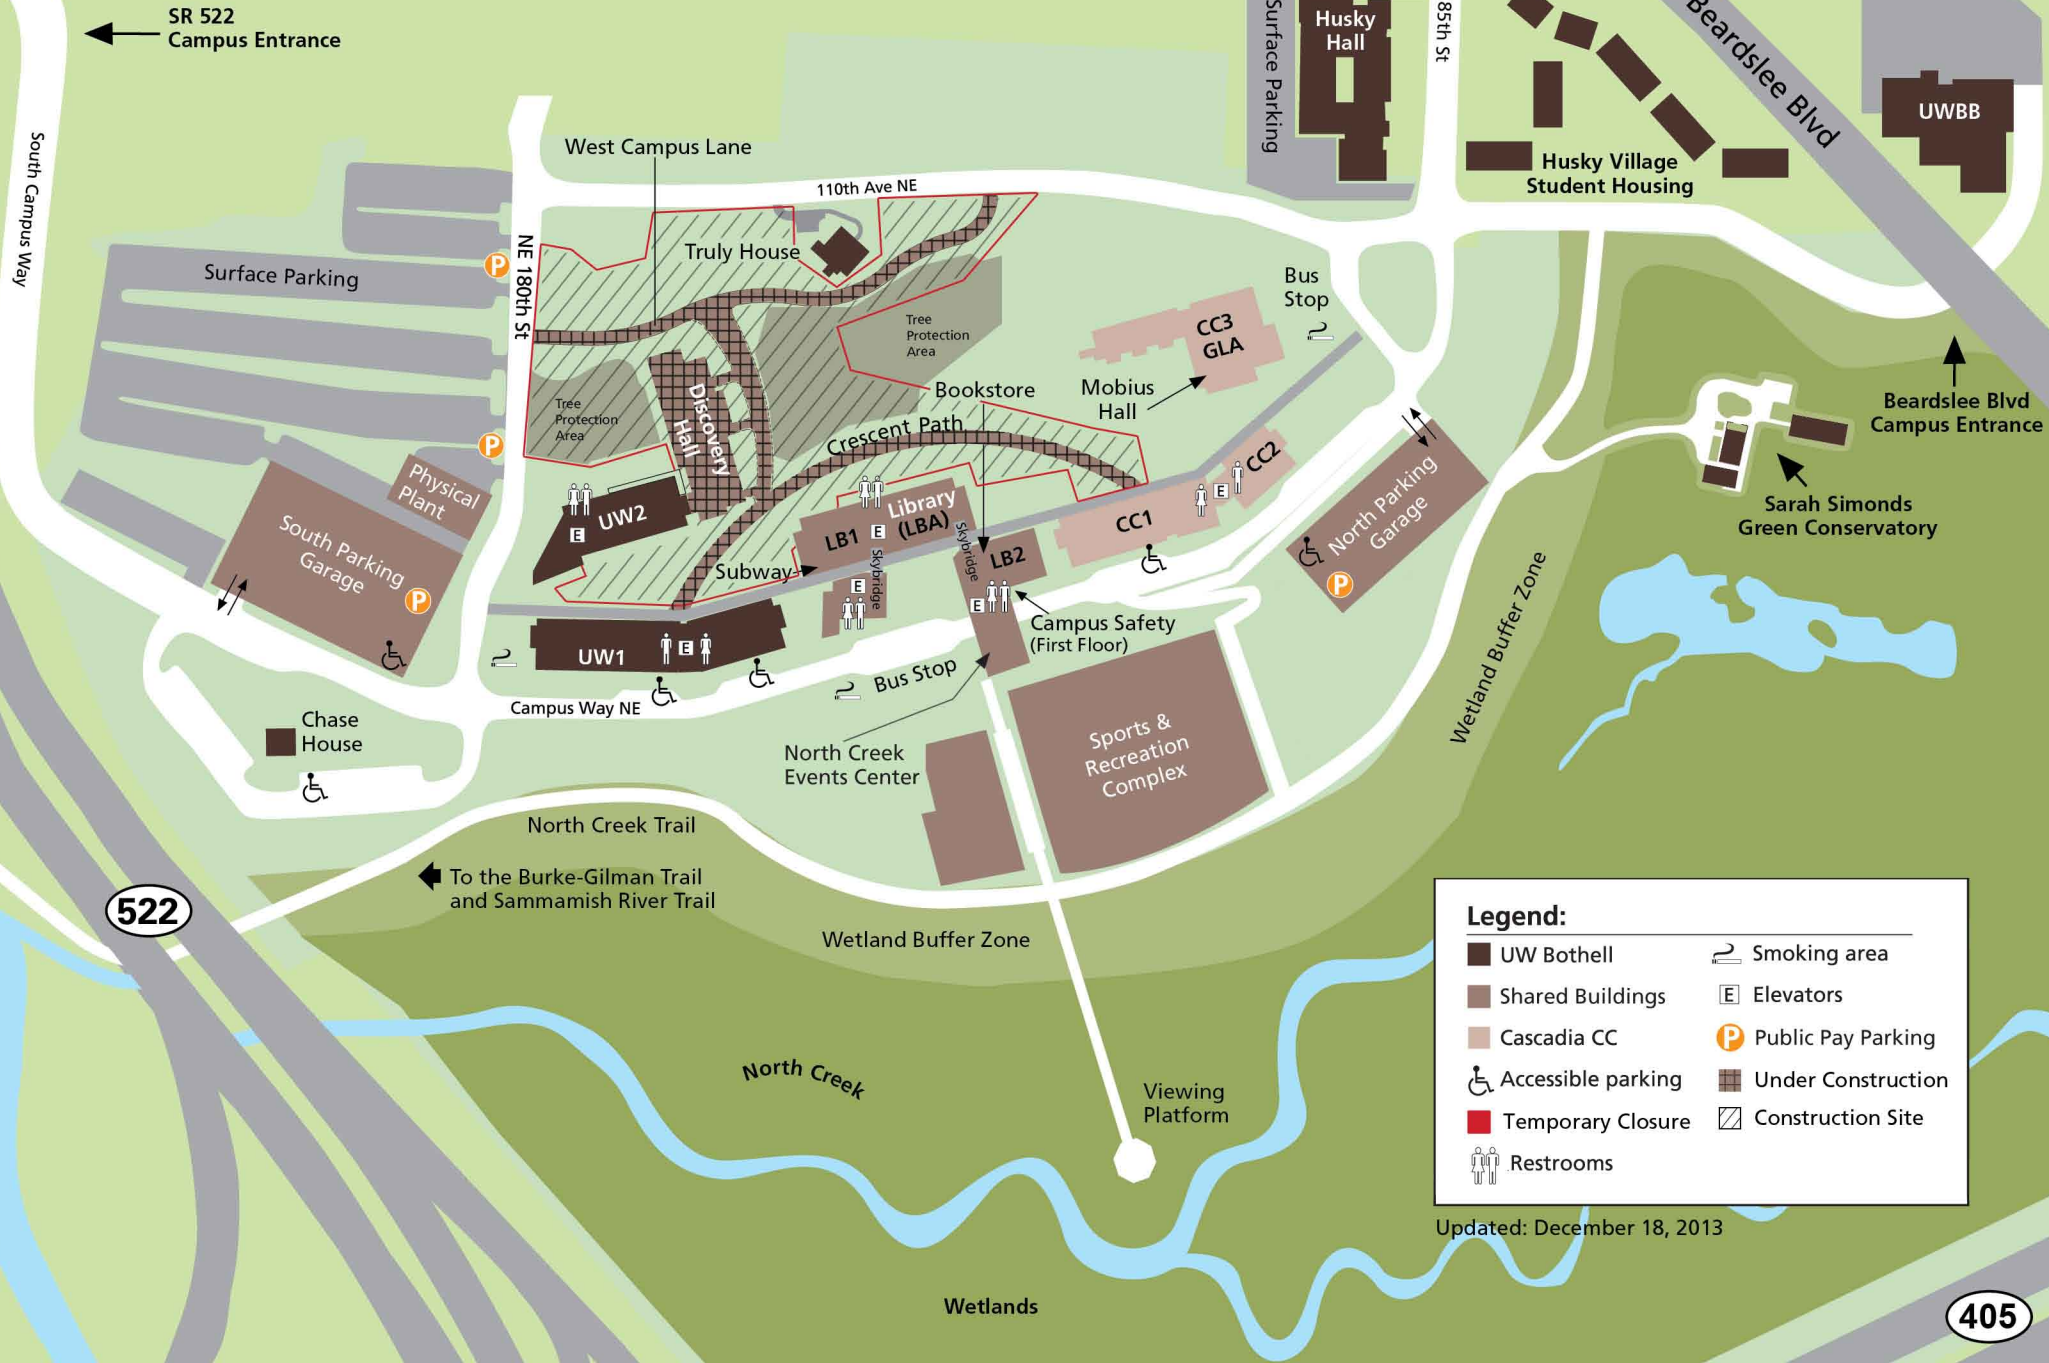 SR 522
Campus Entrance
South Campus Way
Surface Parking
Husky
Hall
85th St
Beardslee Blvd
UWBB
Husky Village
Student Housing
West Campus Lane
110th Ave NE
Truly House
NE 180th St
Surface Parking
P
P
Tree
Protection
Area
Tree
Protection
Area
Discovery
Hall
Bookstore
Crescent Path
CC3
GLA
Mobius
Hall
Bus
Stop
Beardslee Blvd
Campus Entrance
Sarah Simonds
Green Conservatory
Physical
Plant
South Parking
Garage
P
UW2
E
Library
(LBA)
LB1
E
Skybridge
Skybridge
E
Subway
LB2
E
CC1
CC2
E
North Parking
Garage
P
UW1
E
Campus Safety
(First Floor)
Bus Stop
Campus Way NE
Chase
House
North Creek
Events Center
Sports &
Recreation
Complex
Wetland Buffer Zone
North Creek Trail
To the Burke-Gilman Trail
and Sammamish River Trail
522
Wetland Buffer Zone
North Creek
Viewing
Platform
Wetlands
Legend:
UW Bothell
Shared Buildings
Cascadia CC
Accessible parking
Temporary Closure
Restrooms
Smoking area
E Elevators
P Public Pay Parking
Under Construction
Construction Site
Updated: December 18, 2013
405